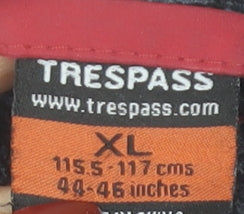 TRESPASS
www.trespass.com
XL
115.5-117 cms
44-46 inches